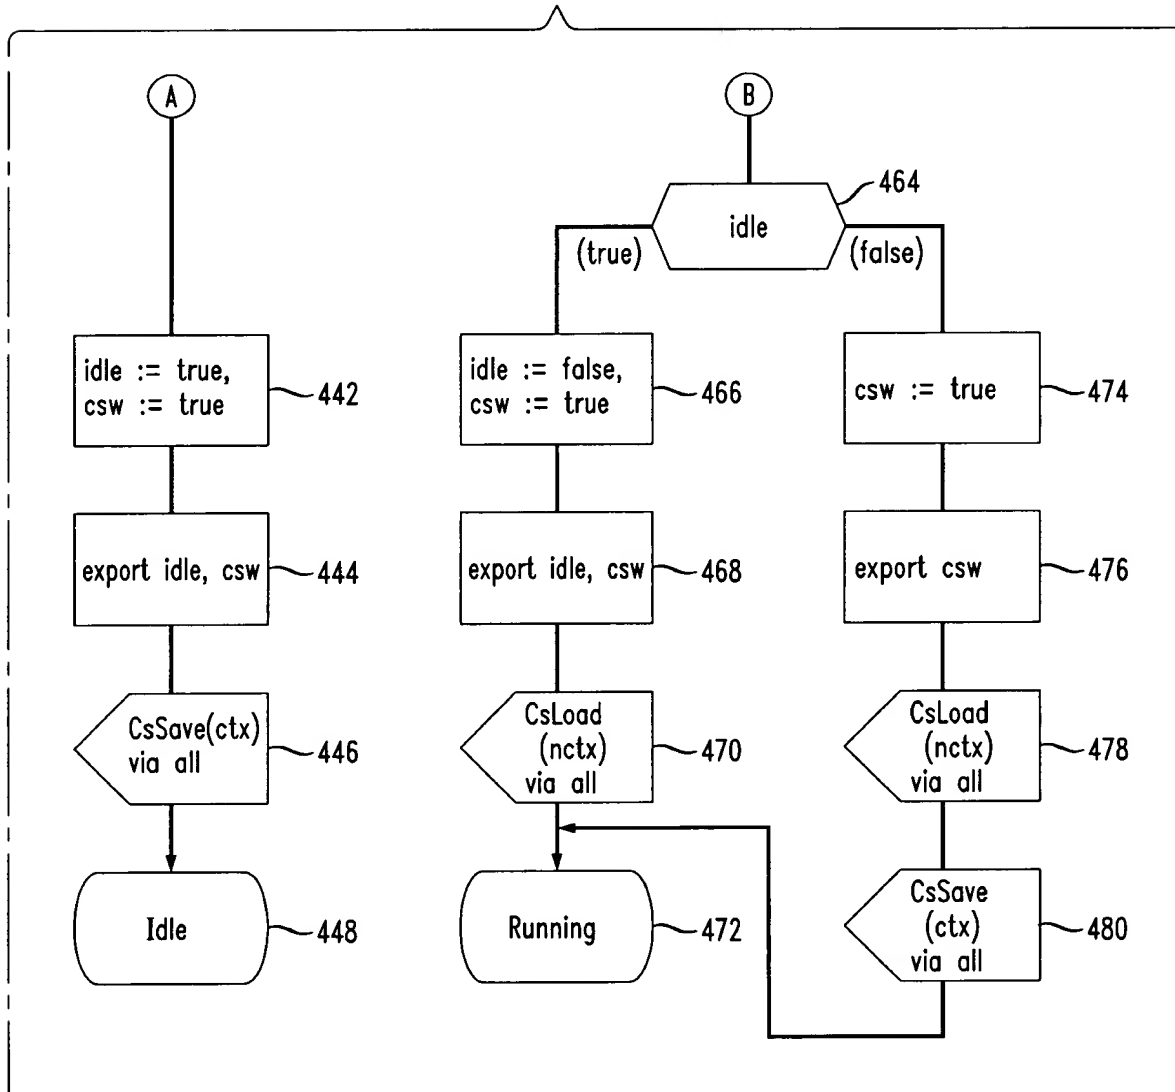 A
B
464
idle
(true)
(false)
idle := true,
csw := true
442
idle := false,
csw := true
466
csw := true
474
export idle, csw
444
export idle, csw
468
export csw
476
CsSave(ctx)
via all
446
CsLoad
(nctx)
via all
470
CsLoad
(nctx)
via all
478
Idle
448
Running
472
CsSave
(ctx)
via all
480